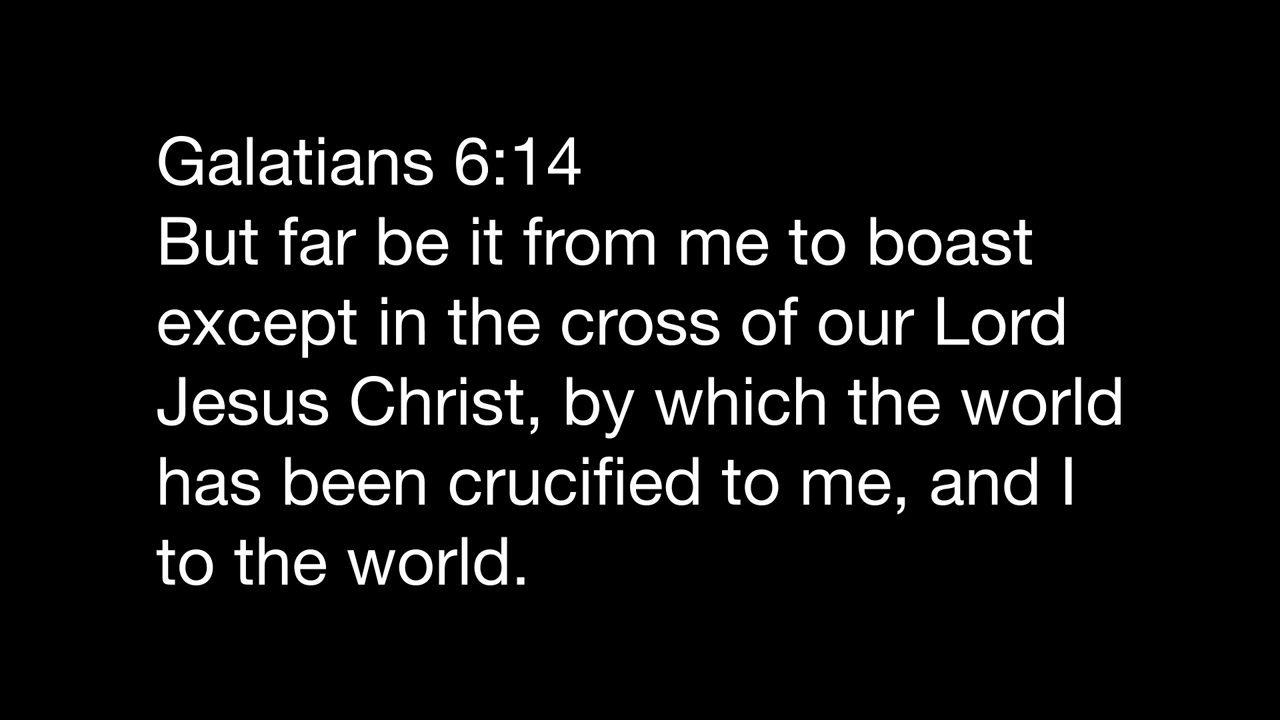 Galatians 6:14
But far be it from me to boast
except in the cross of our Lord
Jesus Christ, by which the world
has been crucified to me, and I
to the world.